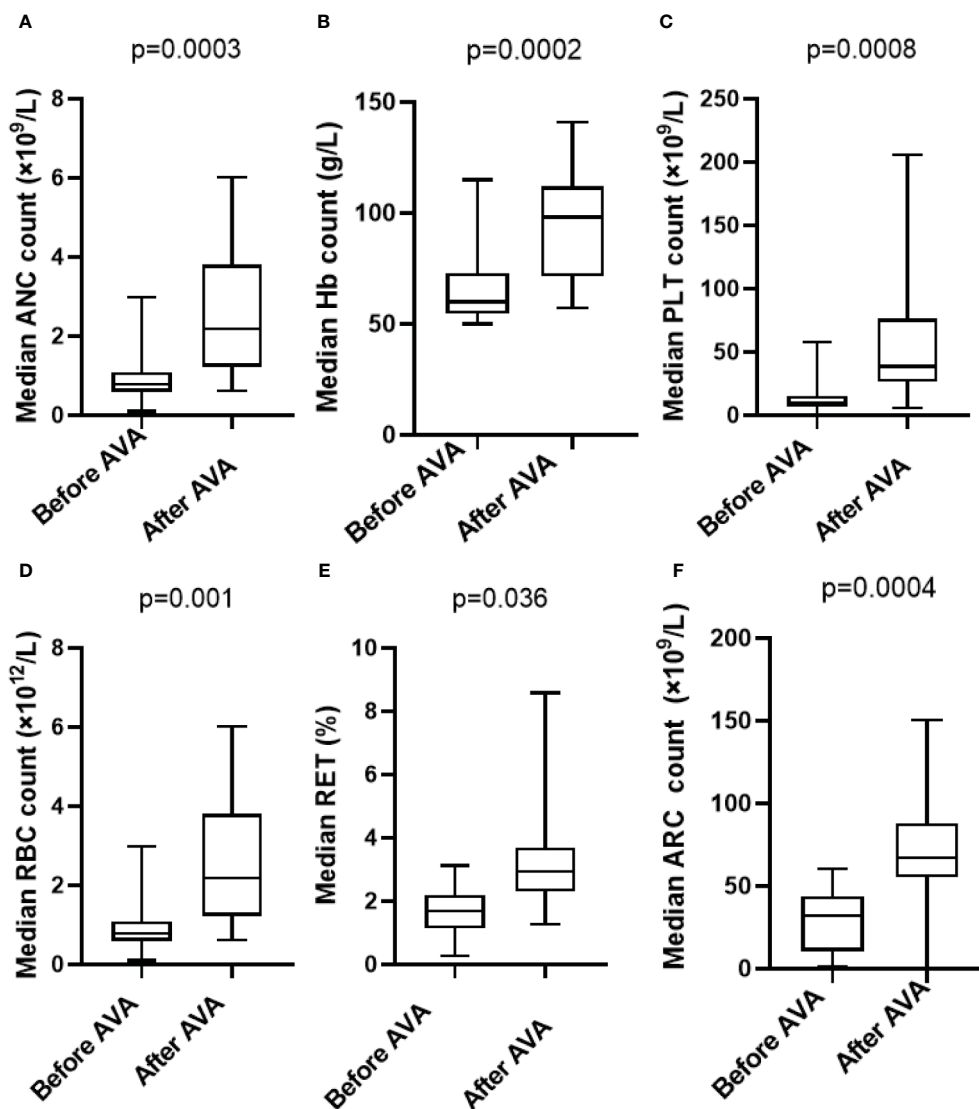 A
p=0.0003
Median ANC count (×10⁹/L)
8
6
4
2
0
Before AVA
After AVA
B
p=0.0002
Median Hb count (g/L)
150
100
50
0
Before AVA
After AVA
C
p=0.0008
Median PLT count (×10⁹/L)
250
200
150
100
50
0
Before AVA
After AVA
D
p=0.001
Median RBC count (×10¹²/L)
8
6
4
2
0
Before AVA
After AVA
E
p=0.036
Median RET (%)
10
8
6
4
2
0
Before AVA
After AVA
F
p=0.0004
Median ARC count (×10⁹/L)
200
150
100
50
0
Before AVA
After AVA